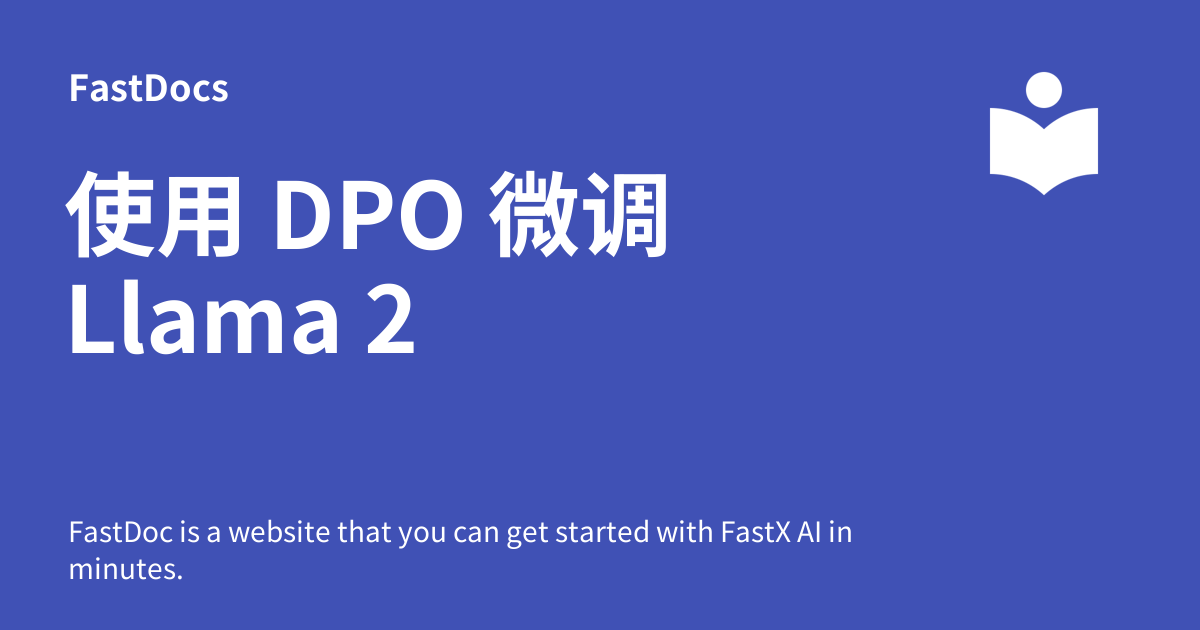 FastDocs
使用 DPO 微调
Llama 2
FastDoc is a website that you can get started with FastX AI in
minutes.